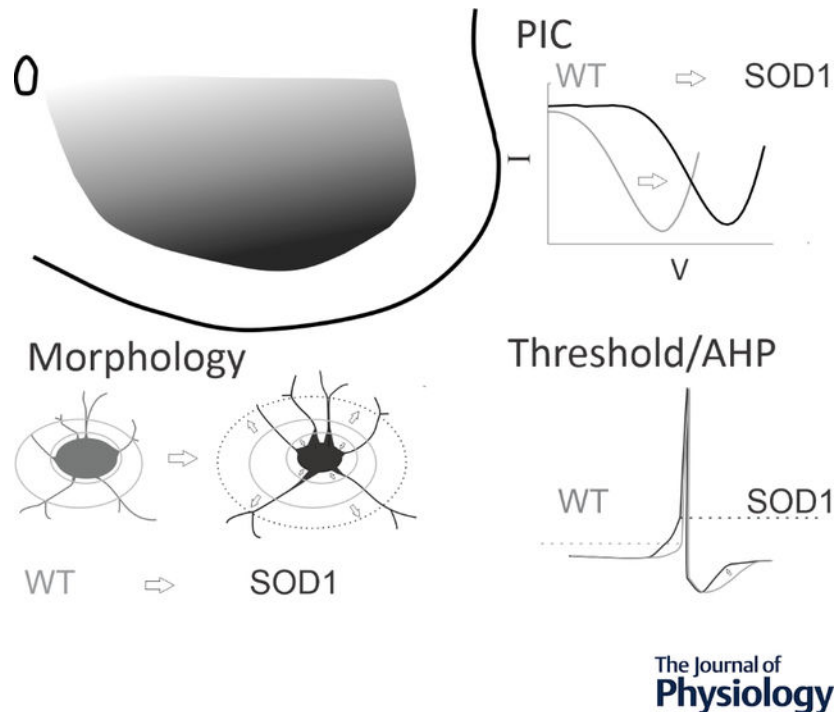 PIC
WT SOD1
I
V
Morphology
WT SOD1
Threshold/AHP
WT SOD1
The Journal of
Physiology